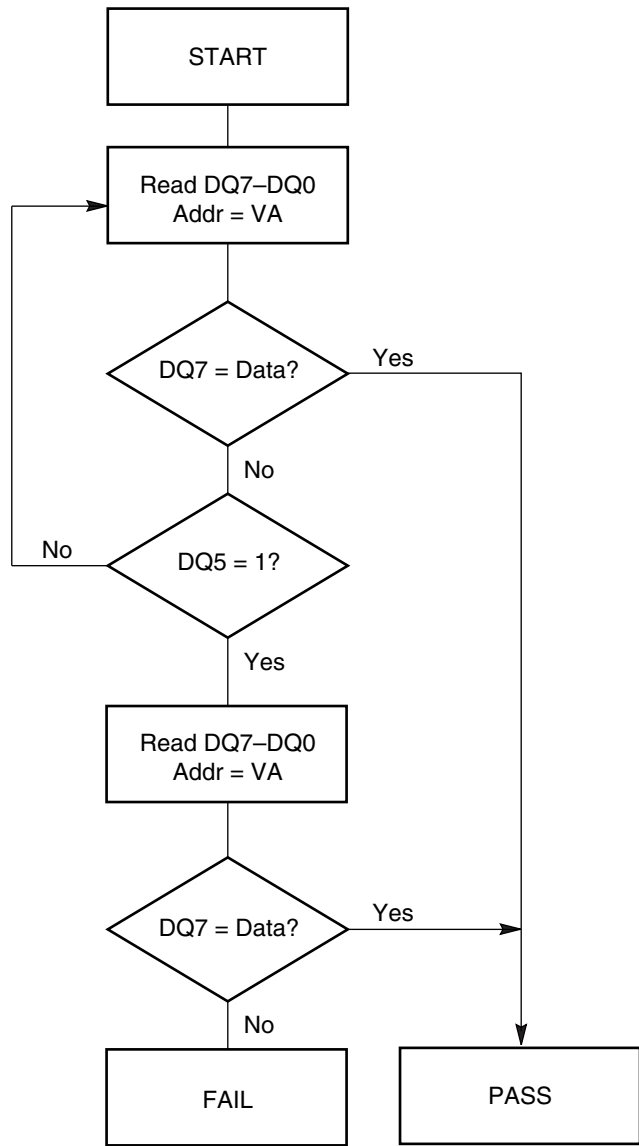 START
Read DQ7–DQ0
Addr = VA
DQ7 = Data?
Yes
No
No
DQ5 = 1?
Yes
Read DQ7–DQ0
Addr = VA
DQ7 = Data?
Yes
No
FAIL
PASS